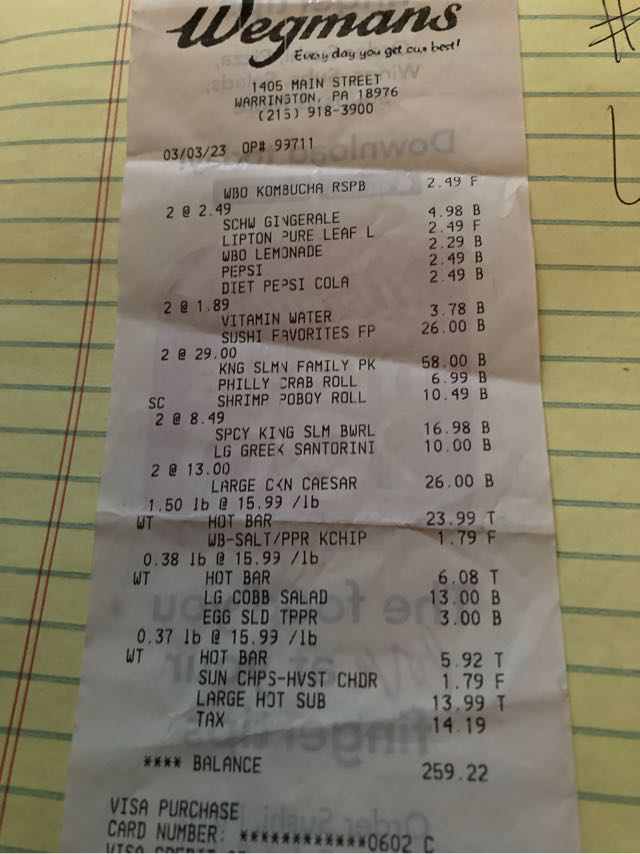 Wegmans
Every day you get our best!
1405 MAIN STREET
WARRINGTON, PA 18976
(215) 918-3900
03/03/23 OP# 99711
WBO KOMBUCHA RSPB 2.49 F
2 @ 2.49
SCHW GINGERALE 4.98 B
LIPTON PURE LEAF L 2.49 F
WBO LEMONADE 2.29 B
PEPSI 2.49 B
DIET PEPSI COLA 2.49 B
2 @ 1.89
VITAMIN WATER 3.78 B
SUSHI FAVORITES FP 26.00 B
2 @ 29.00
KNG SLMN FAMILY PK 58.00 B
PHILLY CRAB ROLL 6.99 B
SC SHRIMP POBOY ROLL 10.49 B
2 @ 8.49
SPCY KING SLM BWRL 16.98 B
LG GREEK SANTORINI 10.00 B
2 @ 13.00
LARGE CKN CAESAR 26.00 B
1.50 lb @ 15.99 /lb
WT HOT BAR 23.99 T
WB-SALT/PPR KCHIP 1.79 F
0.38 lb @ 15.99 /lb
WT HOT BAR 6.08 T
LG COBB SALAD 13.00 B
EGG SLD TPPR 3.00 B
0.37 lb @ 15.99 /lb
WT HOT BAR 5.92 T
SUN CHPS-HVST CHDR 1.79 F
LARGE HOT SUB 13.99 T
TAX 14.19
**** BALANCE 259.22
VISA PURCHASE
CARD NUMBER: ************0602 C